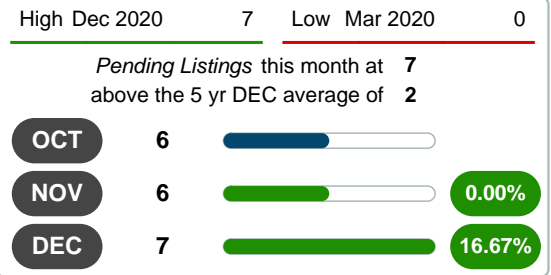 High Dec 2020 7 Low Mar 2020 0
Pending Listings this month at 7
above the 5 yr DEC average of 2
OCT 6
NOV 6 0.00%
DEC 7 16.67%